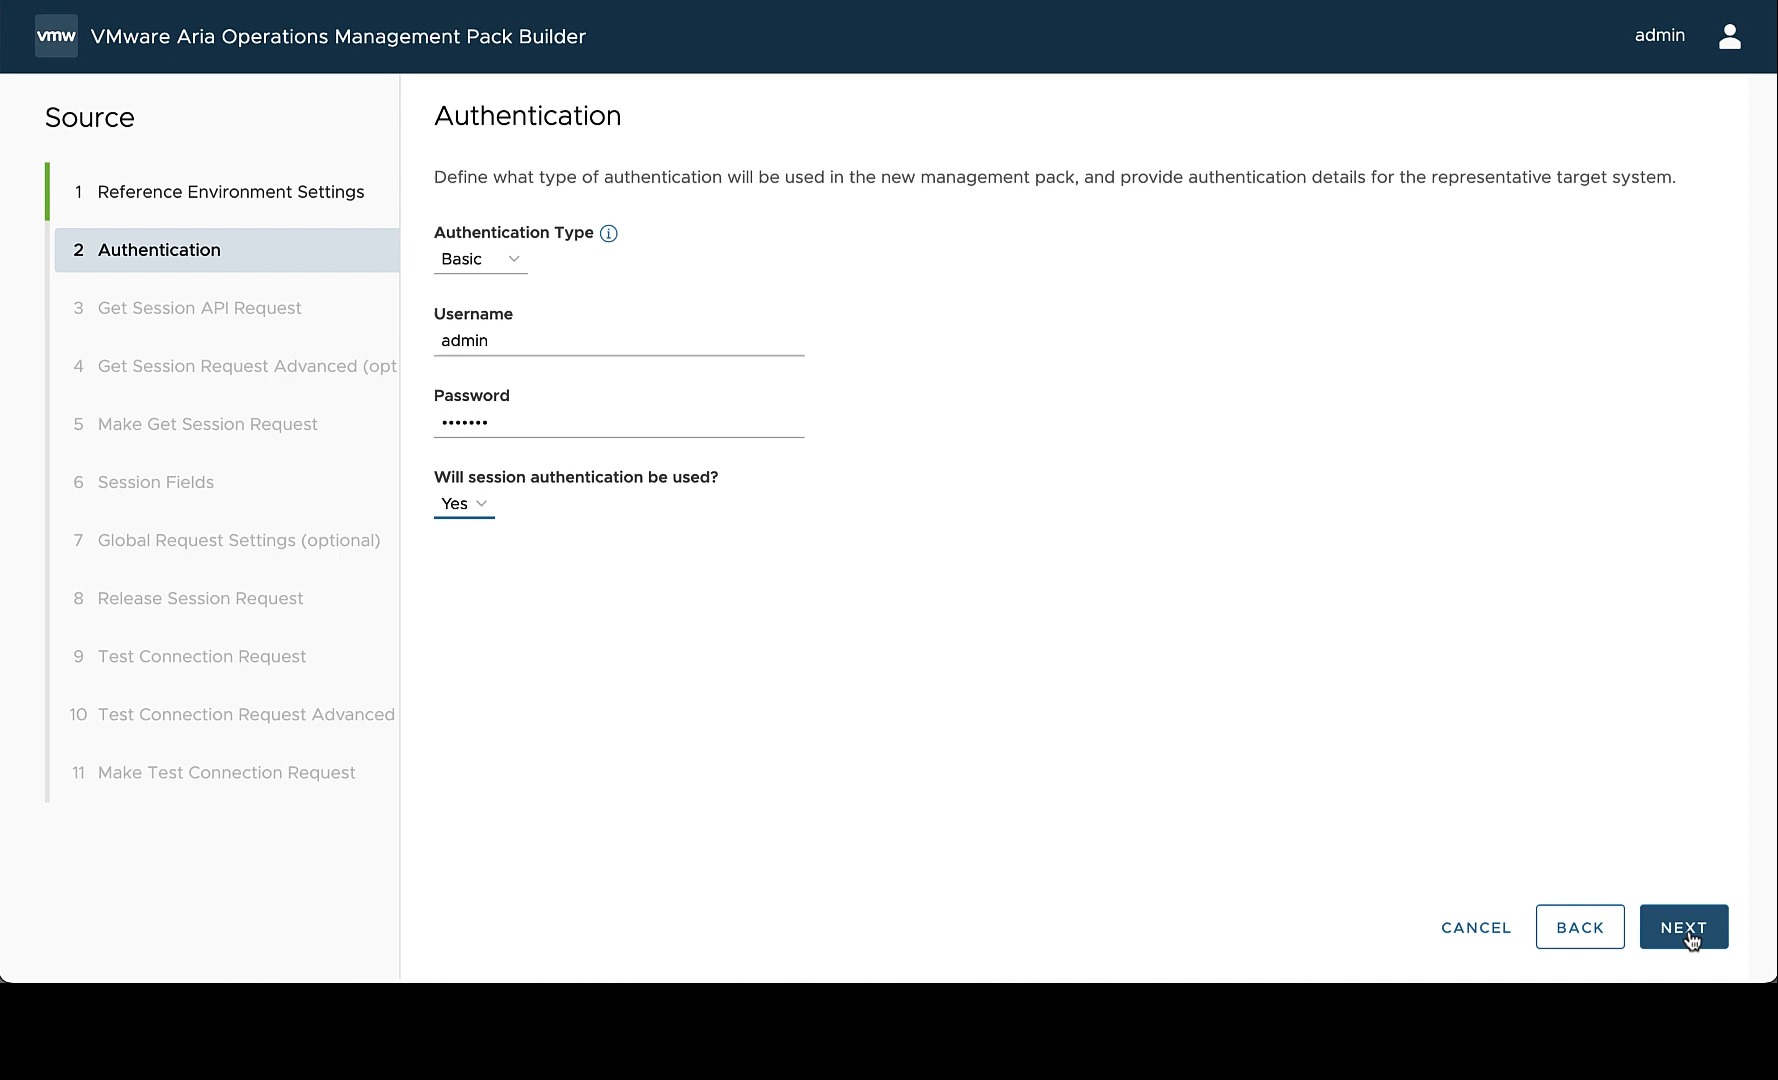 vmw VMware Aria Operations Management Pack Builder
admin
Source
1 Reference Environment Settings
2 Authentication
3 Get Session API Request
4 Get Session Request Advanced (opt
5 Make Get Session Request
6 Session Fields
7 Global Request Settings (optional)
8 Release Session Request
9 Test Connection Request
10 Test Connection Request Advanced
11 Make Test Connection Request
Authentication
Define what type of authentication will be used in the new management pack, and provide authentication details for the representative target system.
Authentication Type
Basic
Username
admin
Password
•••••••
Will session authentication be used?
Yes
CANCEL BACK NEXT